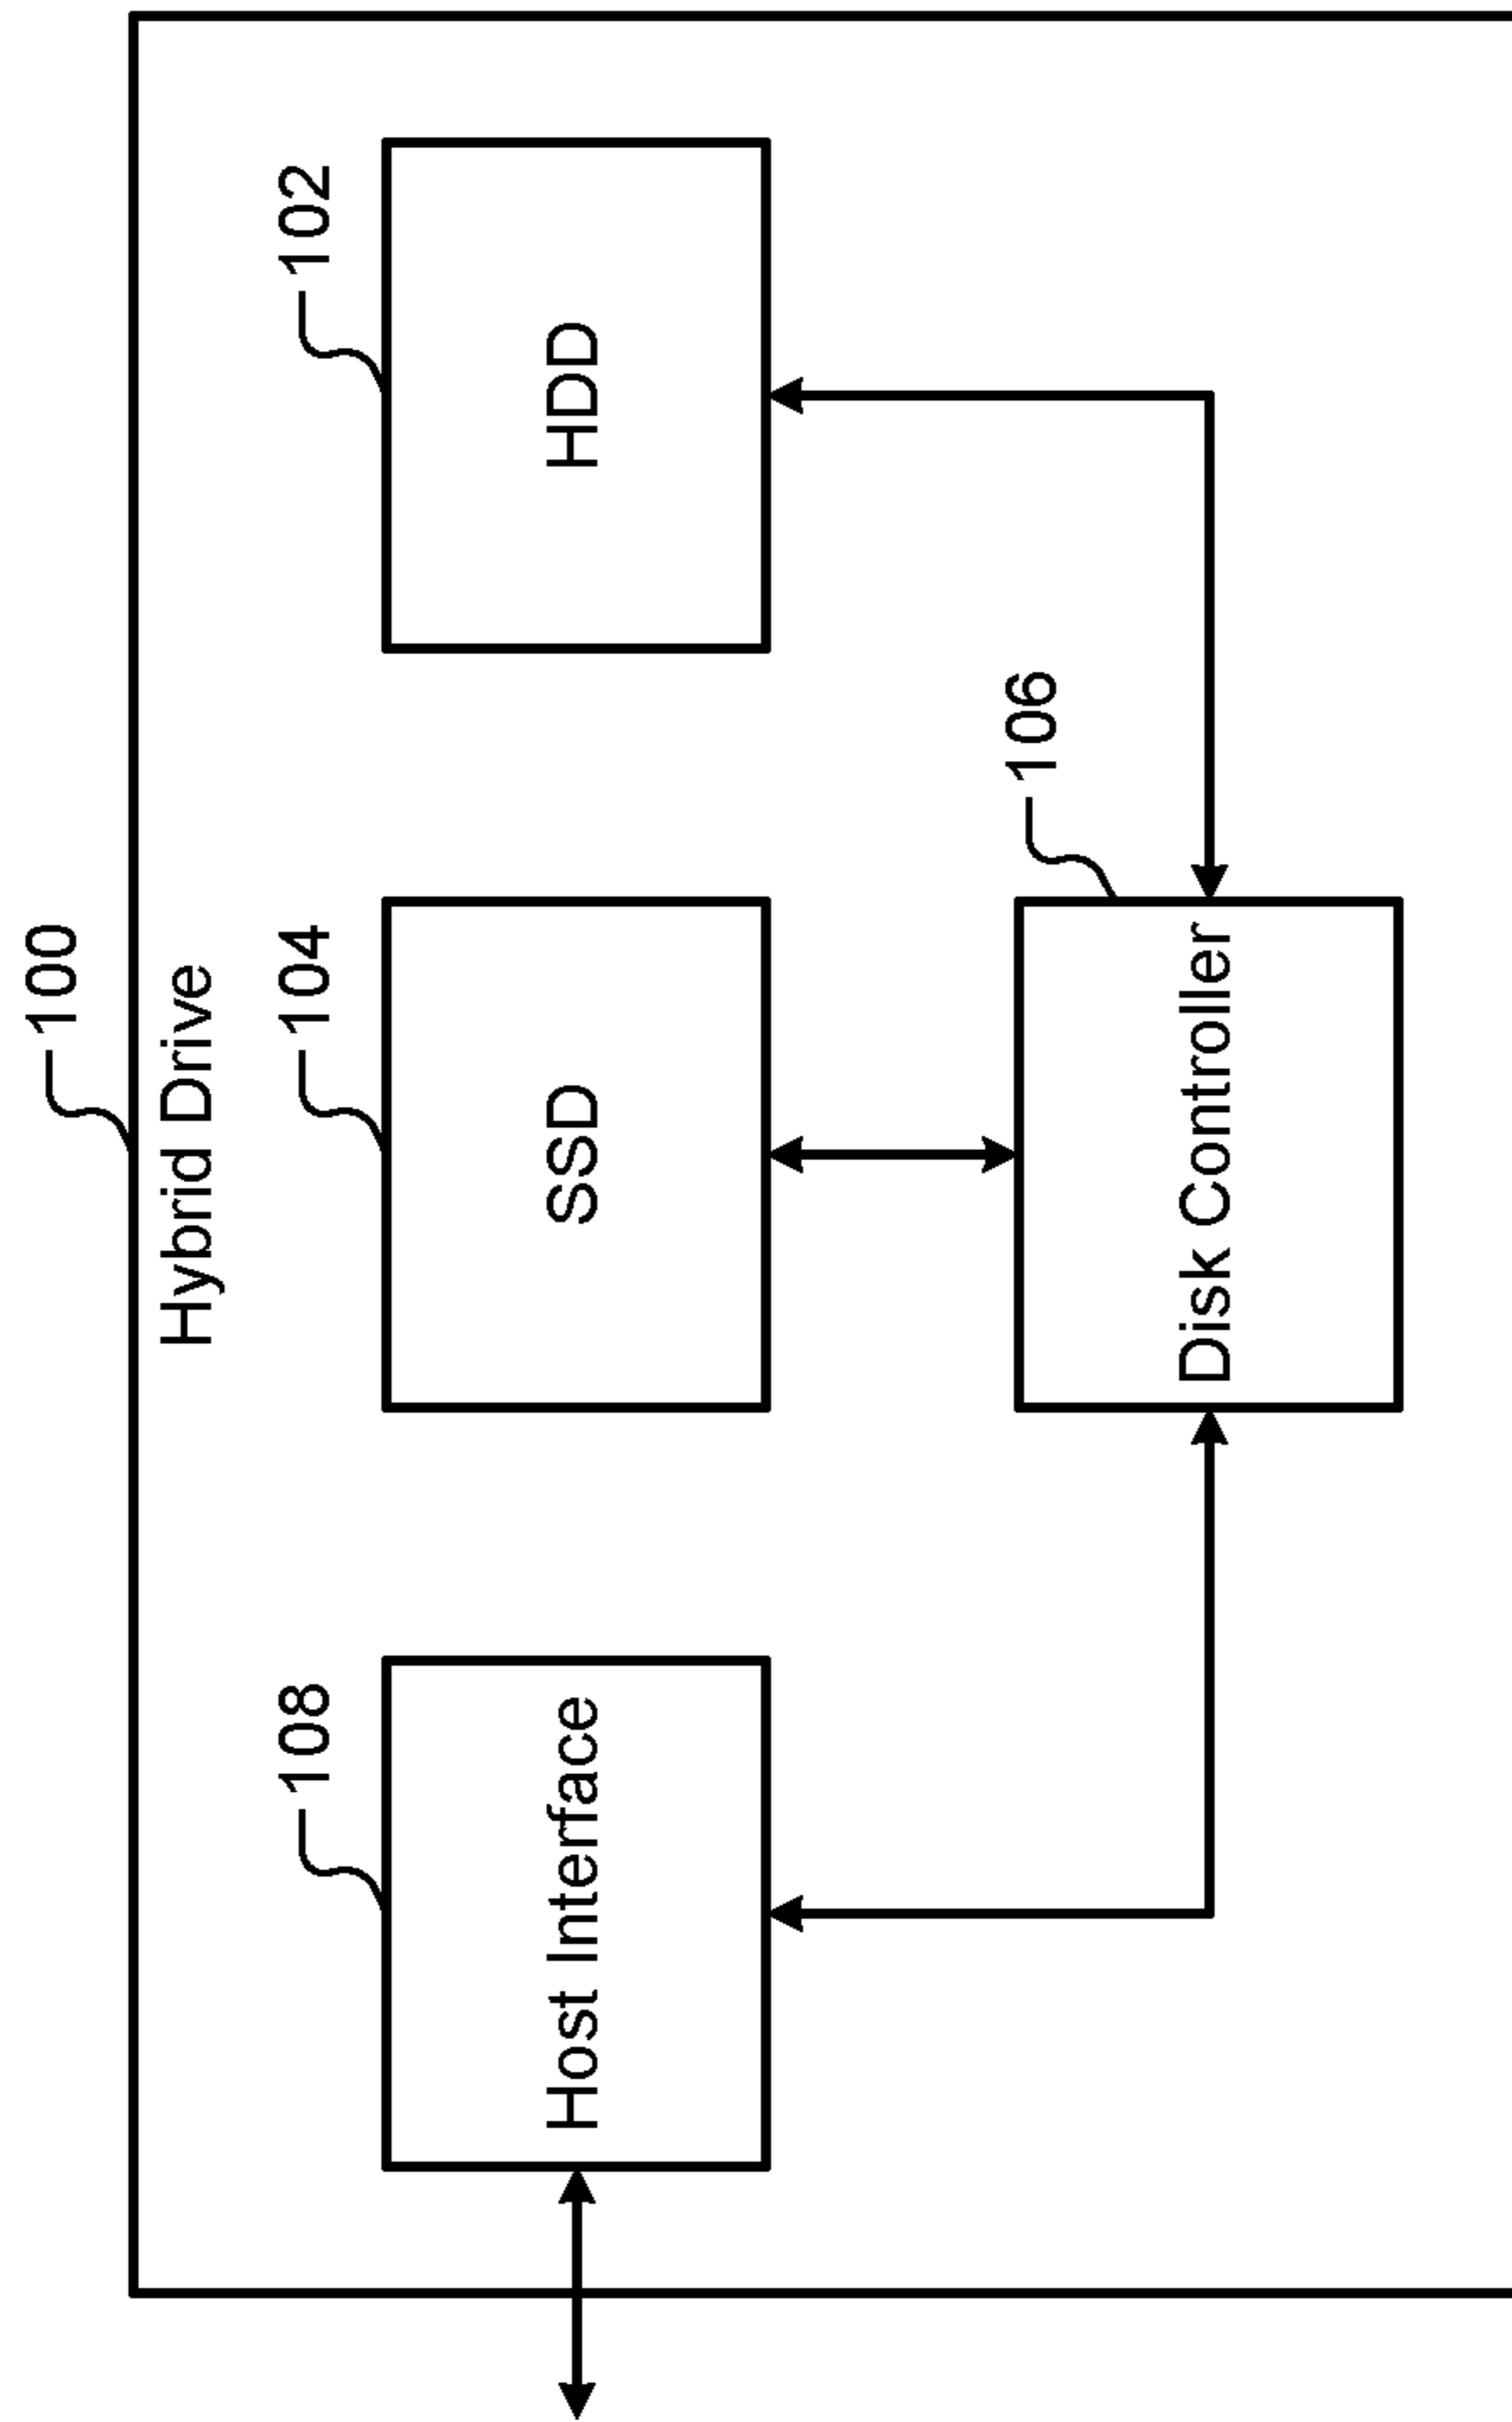 100
Hybrid Drive
108
104
102
Host Interface
SSD
HDD
106
Disk Controller